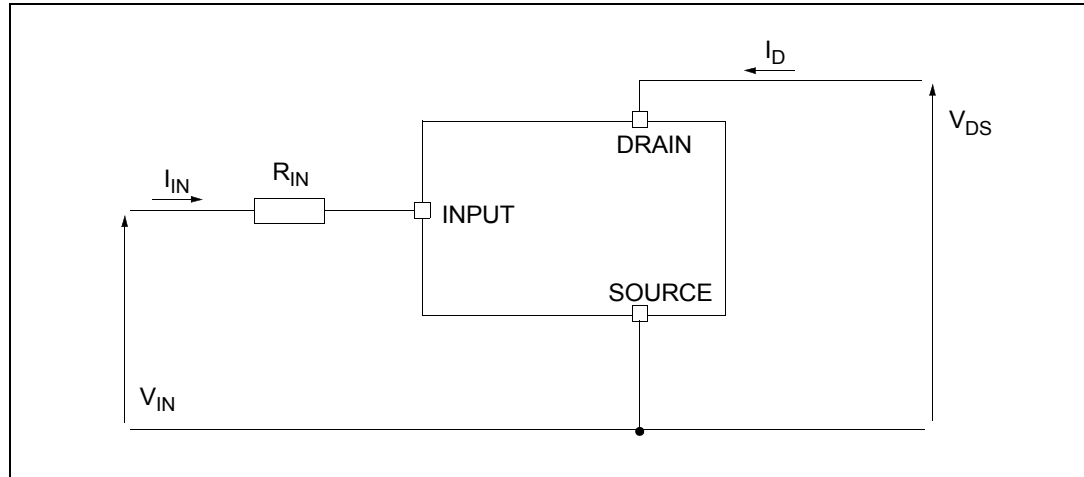 I_D
DRAIN
V_DS
I_IN
R_IN
INPUT
SOURCE
V_IN